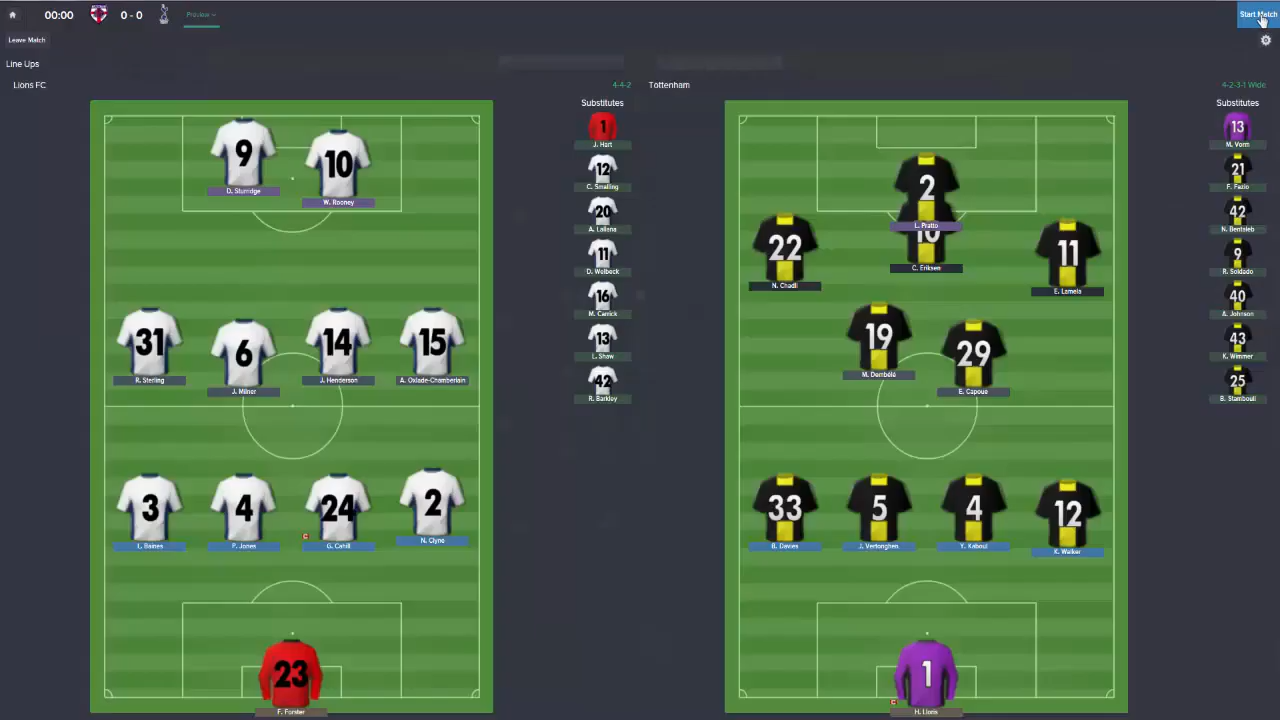 00:00
0 - 0
Preview
Start Match
Leave Match
Line Ups
Lions FC
4-4-2
Substitutes
9
D. Sturridge
10
W. Rooney
31
R. Sterling
6
J. Milner
14
J. Henderson
15
A. Oxlade-Chamberlain
3
L. Baines
4
P. Jones
C
24
G. Cahill
2
N. Clyne
23
F. Forster
1
J. Hart
12
C. Smalling
20
A. Lallana
11
D. Welbeck
16
M. Carrick
13
L. Shaw
42
R. Barkley
Tottenham
4-2-3-1 Wide
Substitutes
2
L. Pratto
10
C. Eriksen
22
N. Chadli
11
E. Lamela
19
M. Dembélé
29
E. Capoue
33
B. Davies
5
J. Vertonghen
4
Y. Kaboul
12
K. Walker
1
C
H. Lloris
13
M. Vorm
21
F. Fazio
42
N. Bentaleb
9
R. Soldado
40
A. Johnson
43
K. Wimmer
25
B. Stambouli